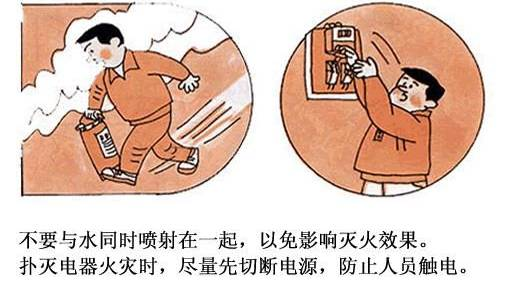 不要与水同时喷射在一起，以免影响灭火效果。
扑灭电器火灾时，尽量先切断电源，防止人员触电。